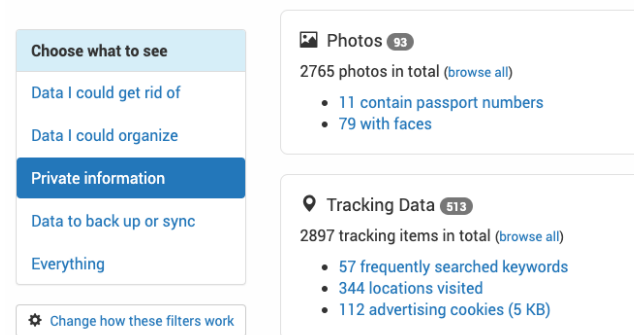 Choose what to see
Data I could get rid of
Data I could organize
Private information
Data to back up or sync
Everything
Change how these filters work
Photos 93
2765 photos in total (browse all)
11 contain passport numbers
79 with faces
Tracking Data 513
2897 tracking items in total (browse all)
57 frequently searched keywords
344 locations visited
112 advertising cookies (5 KB)